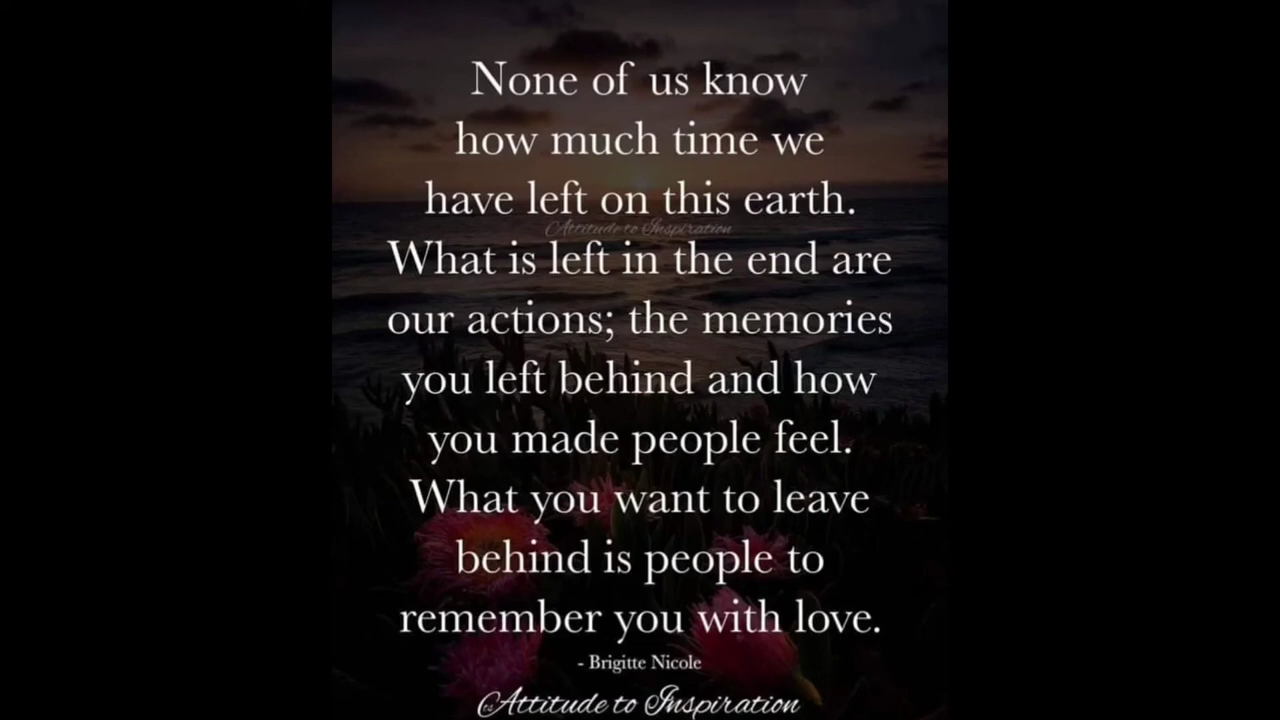 None of us know
how much time we
have left on this earth.
Attitude to Inspiration
What is left in the end are
our actions; the memories
you left behind and how
you made people feel.
What you want to leave
behind is people to
remember you with love.
- Brigitte Nicole
Attitude to Inspiration